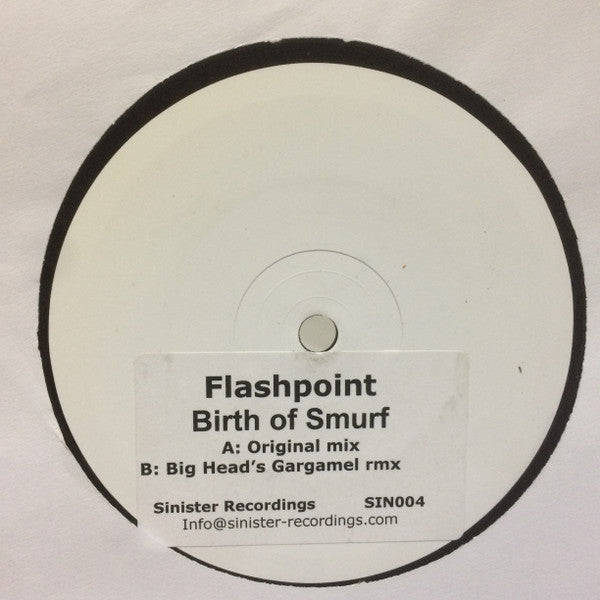 Flashpoint
Birth of Smurf
A: Original mix
B: Big Head's Gargamel rmx
Sinister Recordings SIN004
Info@sinister-recordings.com